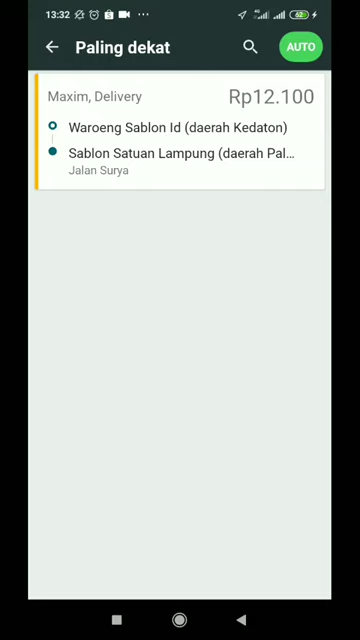 13:32
62
Paling dekat
AUTO
Maxim, Delivery
Rp12.100
Waroeng Sablon Id (daerah Kedaton)
Sablon Satuan Lampung (daerah Pal...
Jalan Surya